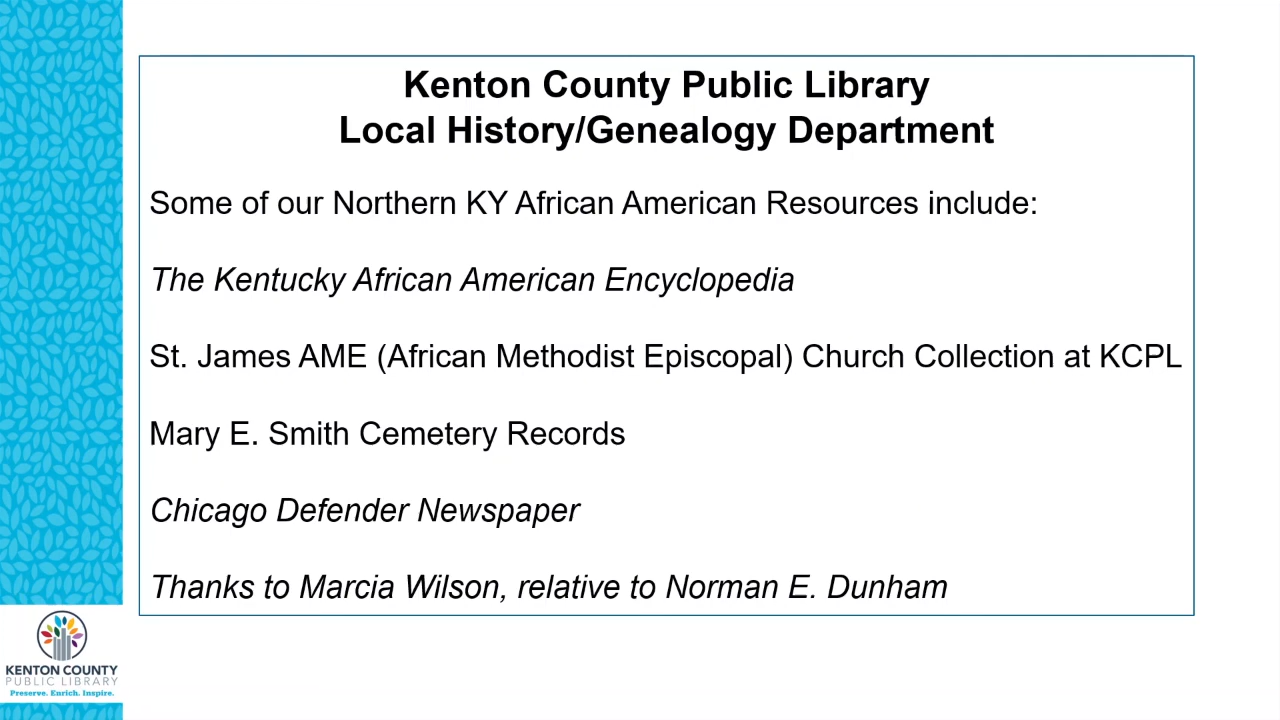 Kenton County Public Library
Local History/Genealogy Department
Some of our Northern KY African American Resources include:
The Kentucky African American Encyclopedia
St. James AME (African Methodist Episcopal) Church Collection at KCPL
Mary E. Smith Cemetery Records
Chicago Defender Newspaper
Thanks to Marcia Wilson, relative to Norman E. Dunham
KENTON COUNTY
PUBLIC LIBRARY
Preserve. Enrich. Inspire.